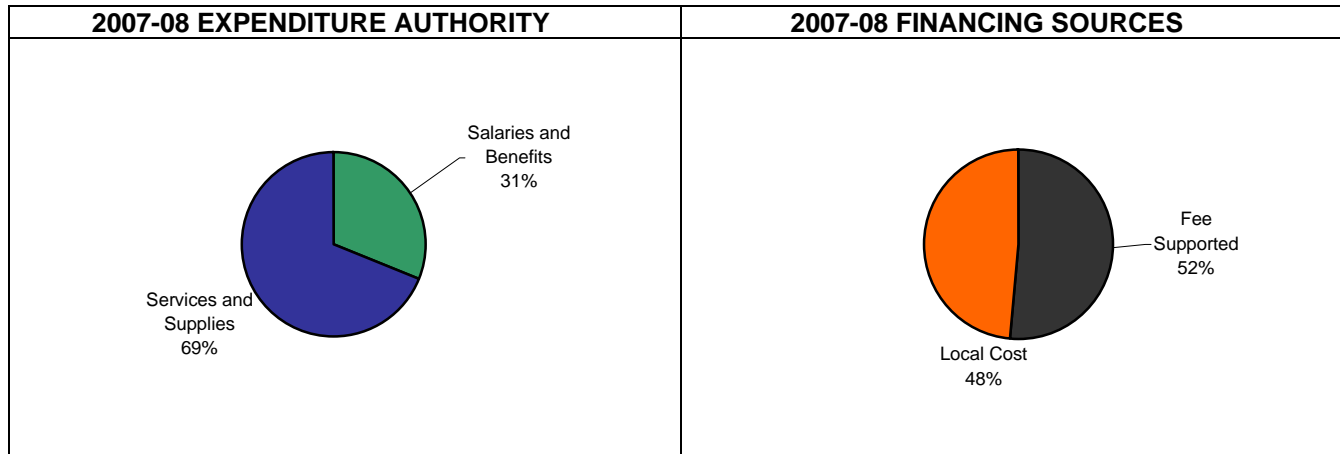 2007-08 EXPENDITURE AUTHORITY
Salaries and
Benefits
31%
Services and
Supplies
69%
2007-08 FINANCING SOURCES
Fee
Supported
52%
Local Cost
48%